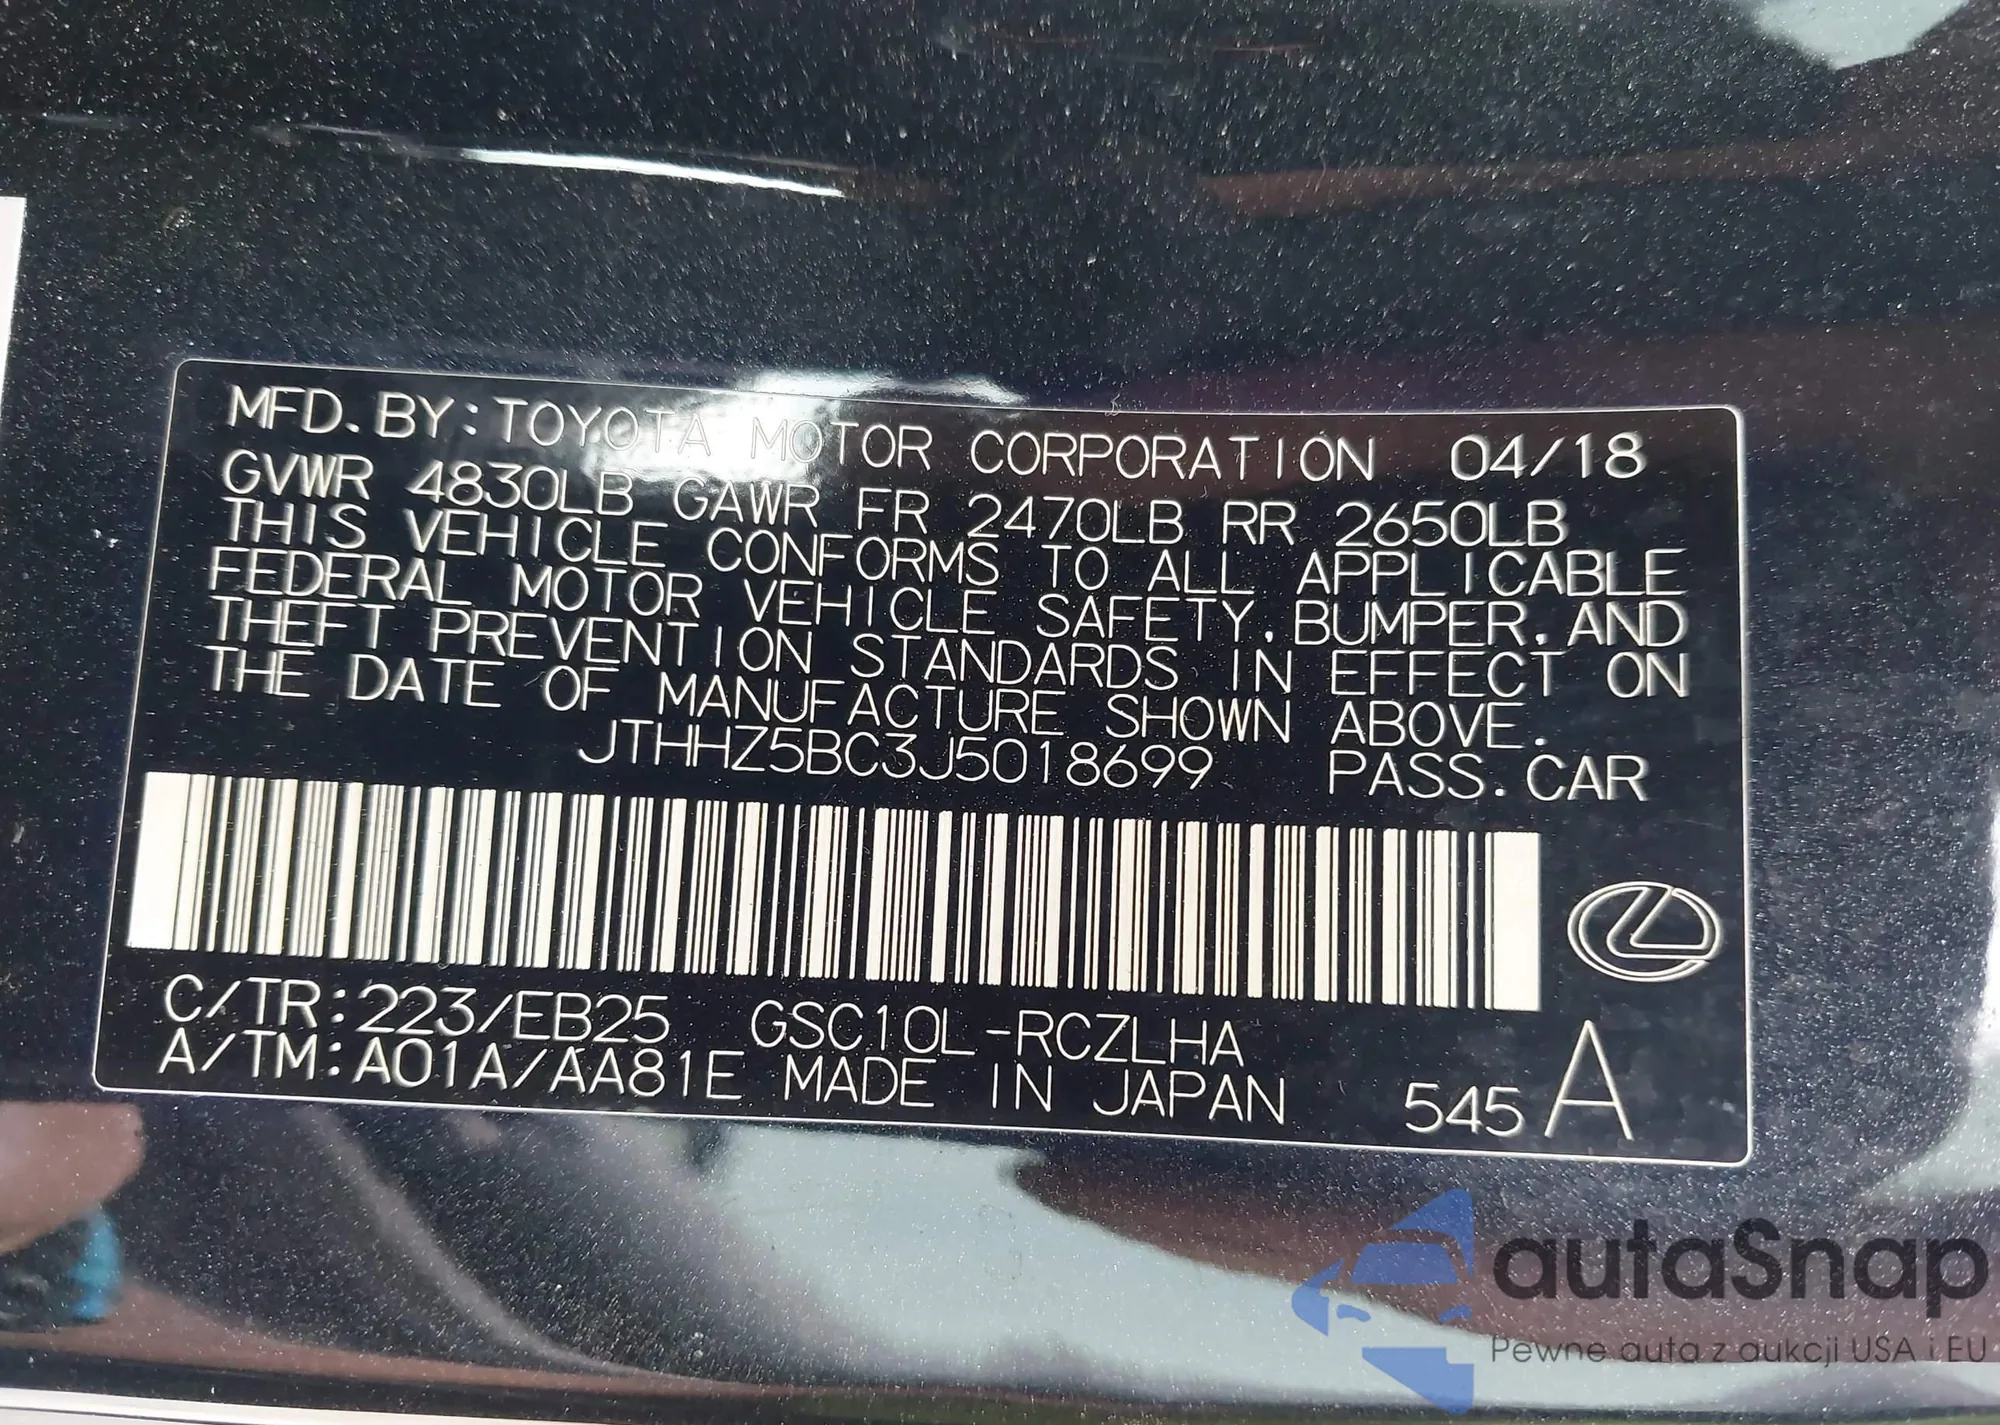 MFD. BY: TOYOTA MOTOR CORPORATION 04/18
GVWR 4830LB GAWR FR 2470LB RR 2650LB
THIS VEHICLE CONFORMS TO ALL APPLICABLE
FEDERAL MOTOR VEHICLE SAFETY, BUMPER, AND
THEFT PREVENTION STANDARDS IN EFFECT ON
THE DATE OF MANUFACTURE SHOWN ABOVE.
JTHHZ5BC3J5018699 PASS. CAR
C/TR:223/EB25 GSC10L-RCZLHA
A/TM:A01A/AA81E MADE IN JAPAN 545 A
autaSnap
Pewne auta z aukcji USA i EU